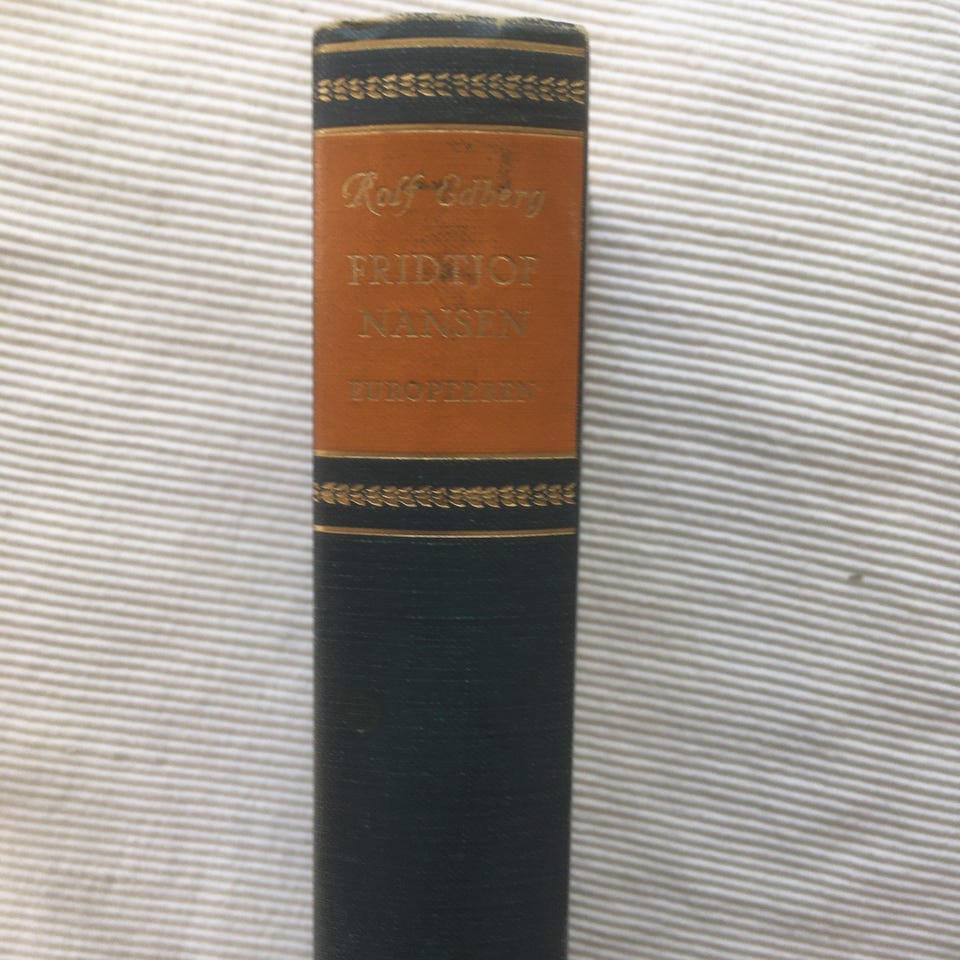 Rolf Edberg
FRIDTJOF
NANSEN
EUROPEEREN